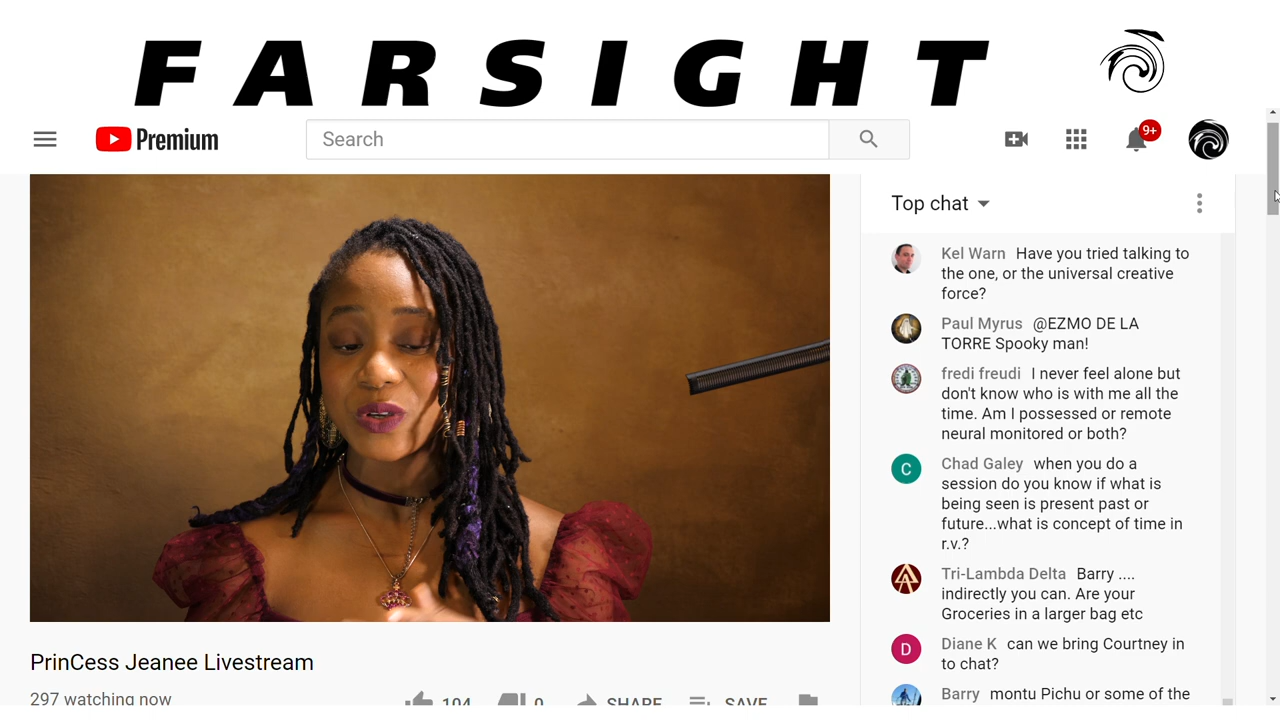 FARSIGHT
Premium
Search
9+
Top chat
Kel Warn Have you tried talking to
the one, or the universal creative
force?
Paul Myrus @EZMO DE LA
TORRE Spooky man!
fredi freudi I never feel alone but
don't know who is with me all the
time. Am I possessed or remote
neural monitored or both?
C
Chad Galey when you do a
session do you know if what is
being seen is present past or
future...what is concept of time in
r.v.?
Tri-Lambda Delta Barry ....
indirectly you can. Are your
Groceries in a larger bag etc
D
Diane K can we bring Courtney in
to chat?
Barry montu Pichu or some of the
PrinCess Jeanee Livestream
297 watching now
104
0
SHARE
SAVE